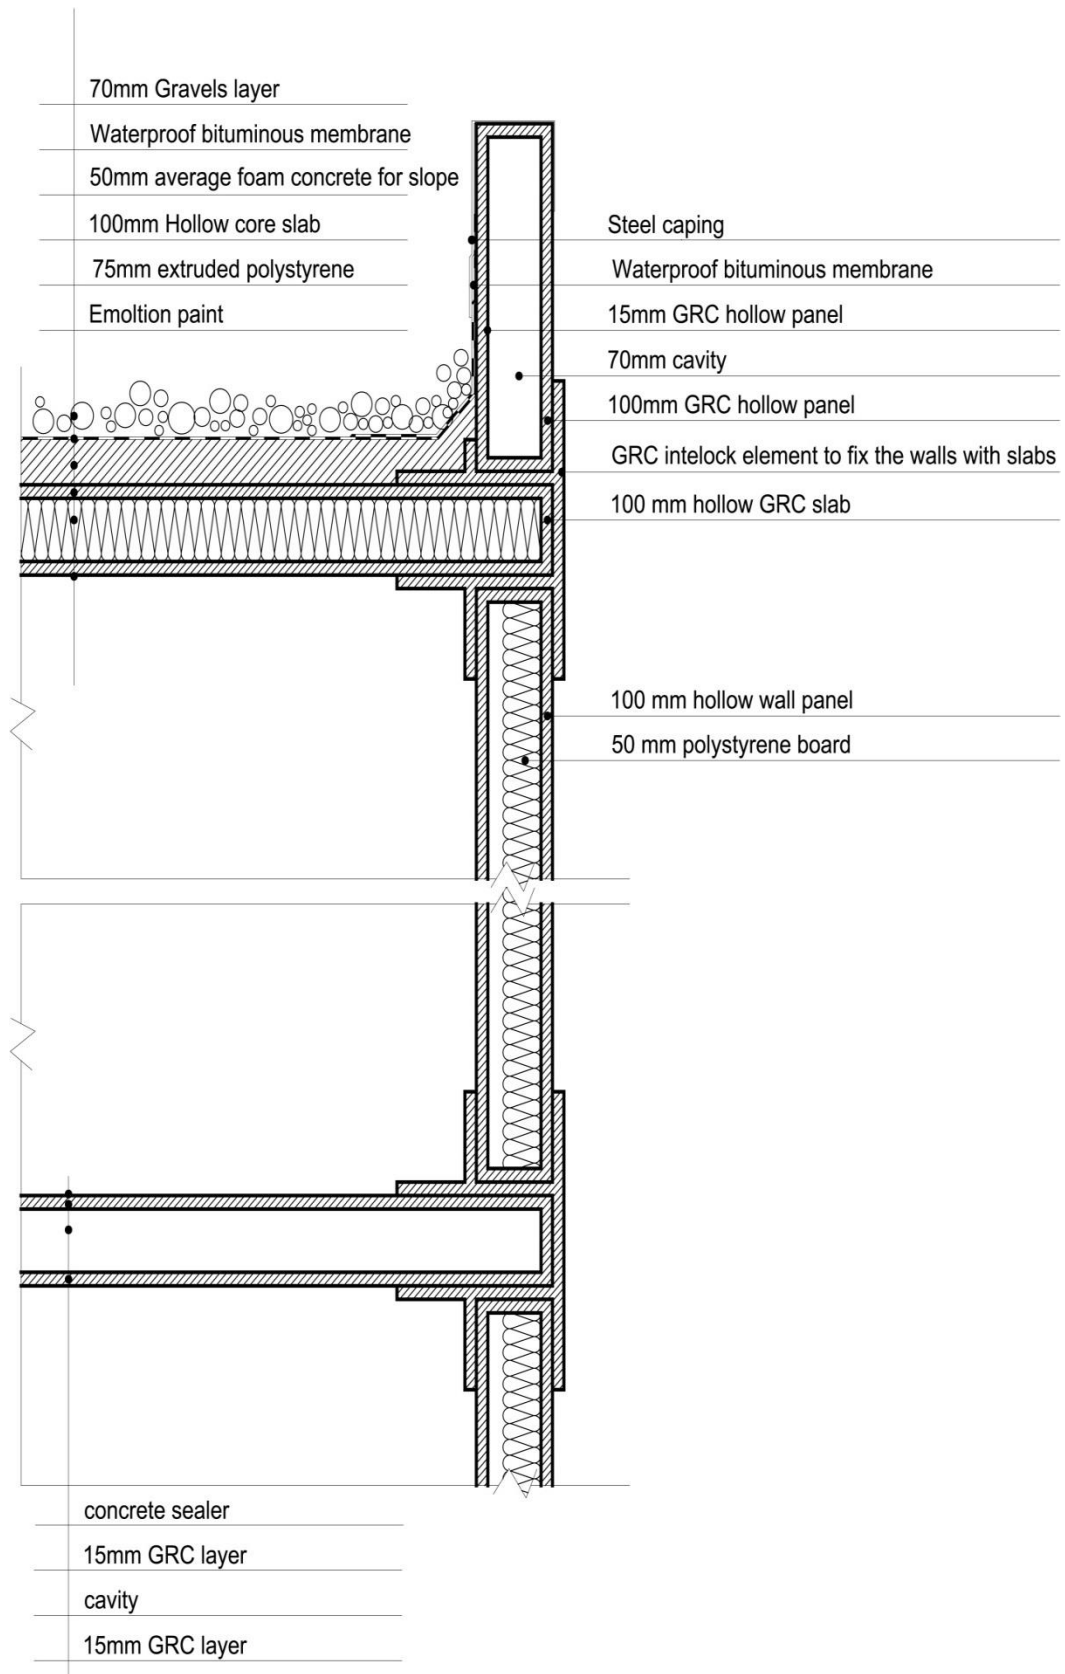 70mm Gravels layer
Waterproof bituminous membrane
50mm average foam concrete for slope
100mm Hollow core slab
75mm extruded polystyrene
Emoltion paint
Steel caping
Waterproof bituminous membrane
15mm GRC hollow panel
70mm cavity
100mm GRC hollow panel
GRC intelock element to fix the walls with slabs
100 mm hollow GRC slab
100 mm hollow wall panel
50 mm polystyrene board
concrete sealer
15mm GRC layer
cavity
15mm GRC layer